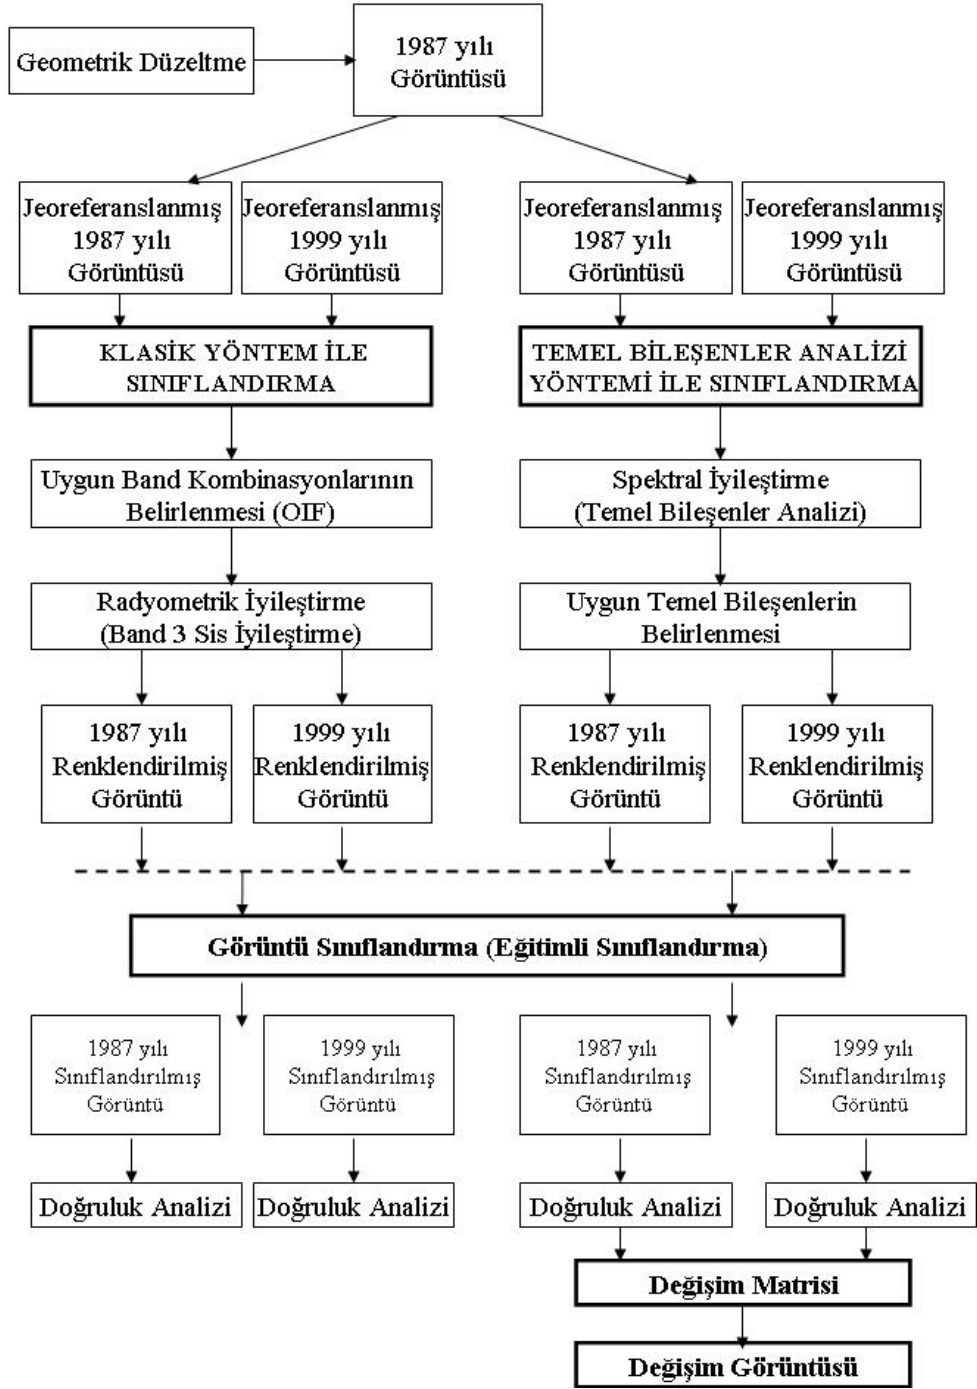 Geometrik Düzeltme
1987 yılı
Görüntüsü
Jeoreferanslanmış
1987 yılı
Görüntüsü
Jeoreferanslanmış
1999 yılı
Görüntüsü
Jeoreferanslanmış
1987 yılı
Görüntüsü
Jeoreferanslanmış
1999 yılı
Görüntüsü
KLASİK YÖNTEM İLE
SINIFLANDIRMA
TEMEL BİLEŞENLER ANALİZİ
YÖNTEMİ İLE SINIFLANDIRMA
Uygun Band Kombinasyonlarının
Belirlenmesi (OIF)
Spektral İyileştirme
(Temel Bileşenler Analizi)
Radyometrik İyileştirme
(Band 3 Sis İyileştirme)
Uygun Temel Bileşenlerin
Belirlenmesi
1987 yılı
Renklendirilmiş
Görüntü
1999 yılı
Renklendirilmiş
Görüntü
1987 yılı
Renklendirilmiş
Görüntü
1999 yılı
Renklendirilmiş
Görüntü
Görüntü Sınıflandırma (Eğitimli Sınıflandırma)
1987 yılı
Sınıflandırılmış
Görüntü
1999 yılı
Sınıflandırılmış
Görüntü
1987 yılı
Sınıflandırılmış
Görüntü
1999 yılı
Sınıflandırılmış
Görüntü
Doğruluk Analizi
Doğruluk Analizi
Doğruluk Analizi
Doğruluk Analizi
Değişim Matrisi
Değişim Görüntüsü